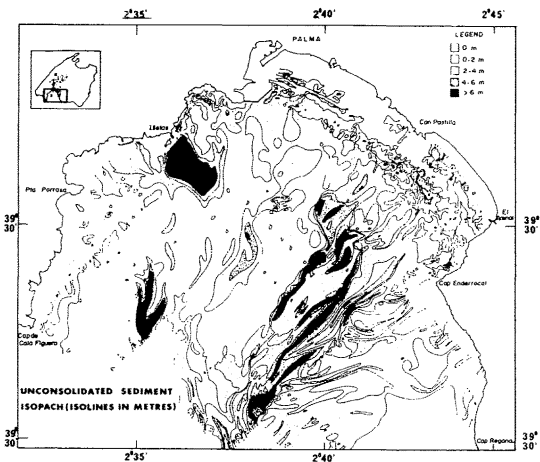 2°35' 2°40' 2°45'
PALMA
LEGEND
0 m
0-2 m
2-4 m
4-6 m
>6 m
Can Pastilla
Illetas
Pta Porrasa
El
Arenal
39°
30'
39°
30'
Cap Enderrocat
Cap de
Cala Figuera
UNCONSOLIDATED SEDIMENT
ISOPACH (ISOLINES IN METRES)
39°
30'
39°
30'
Cap Regana
2°35' 2°40'